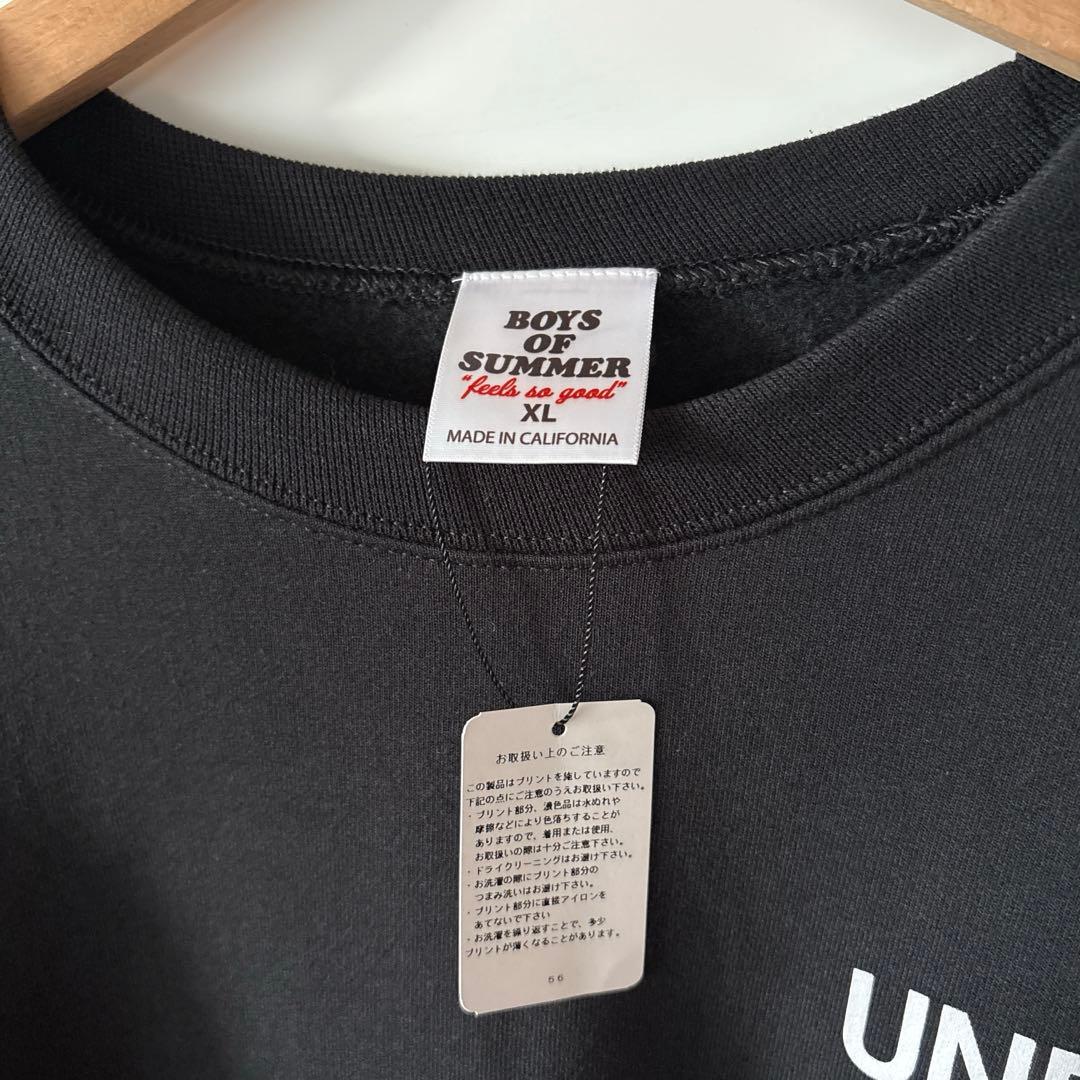 BOYS
OF
SUMMER
"feels so good"
XL
MADE IN CALIFORNIA
お取扱い上のご注意
この製品はプリントを施していますので
下記の点にご注意のうえお取扱い下さい。
・プリント部分、濃色品は水ぬれや
摩擦などにより色落ちすることが
ありますので、着用または使用、
お取扱いの際は十分ご注意下さい。
・ドライクリーニングはお避け下さい。
・お洗濯の際にプリント部分の
つまみ洗いはお避け下さい。
・プリント部分に直接アイロンを
あてないで下さい
・お洗濯を繰り返すことで、多少
プリントが薄くなることがあります。
56
UN